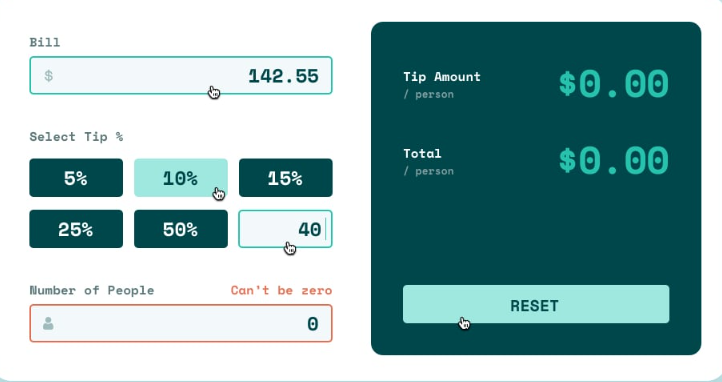 Bill
$ 142.55
Select Tip %
5% 10% 15%
25% 50% 40
Number of People Can't be zero
0
Tip Amount $0.00
/ person
Total $0.00
/ person
RESET